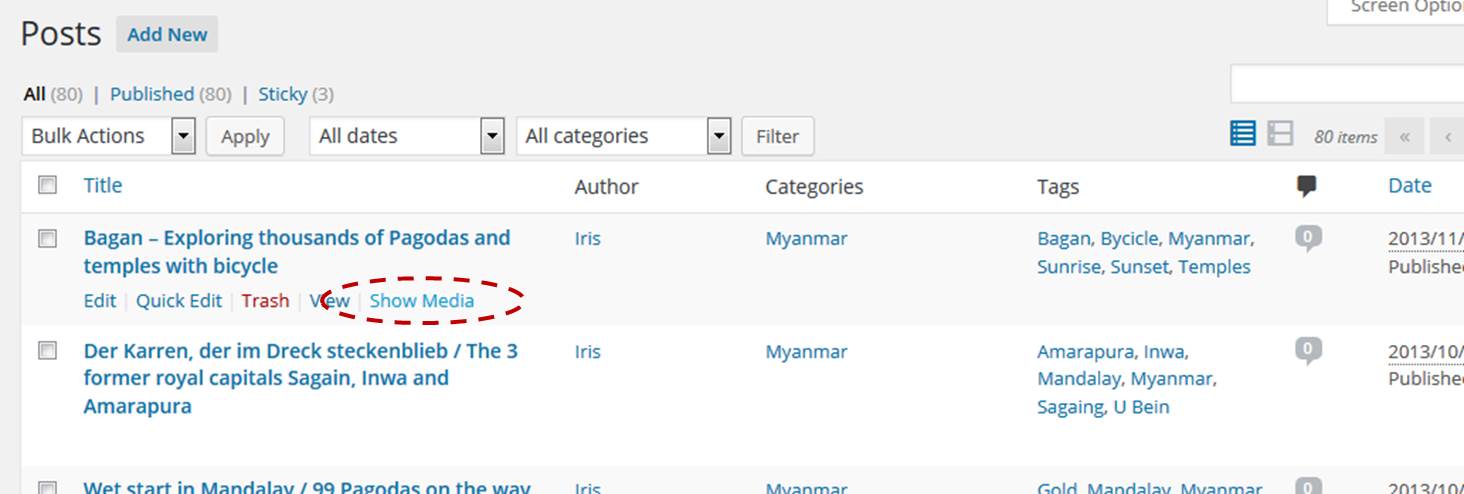 Screen Optio
Posts Add New
All (80) | Published (80) | Sticky (3)
Bulk Actions Apply All dates All categories Filter 80 items « ‹
Title Author Categories Tags Date
Bagan – Exploring thousands of Pagodas and Iris Myanmar Bagan, Bycicle, Myanmar, 0 2013/11/
temples with bicycle Sunrise, Sunset, Temples Publishe
Edit | Quick Edit | Trash | View | Show Media
Der Karren, der im Dreck steckenblieb / The 3 Iris Myanmar Amarapura, Inwa, 0 2013/10/
former royal capitals Sagain, Inwa and Mandalay, Myanmar, Publishe
Amarapura Sagaing, U Bein
Wet start in Mandalay / 99 Pagodas on the way Iris Myanmar Gold, Mandalay, Myanmar 0 2013/10/